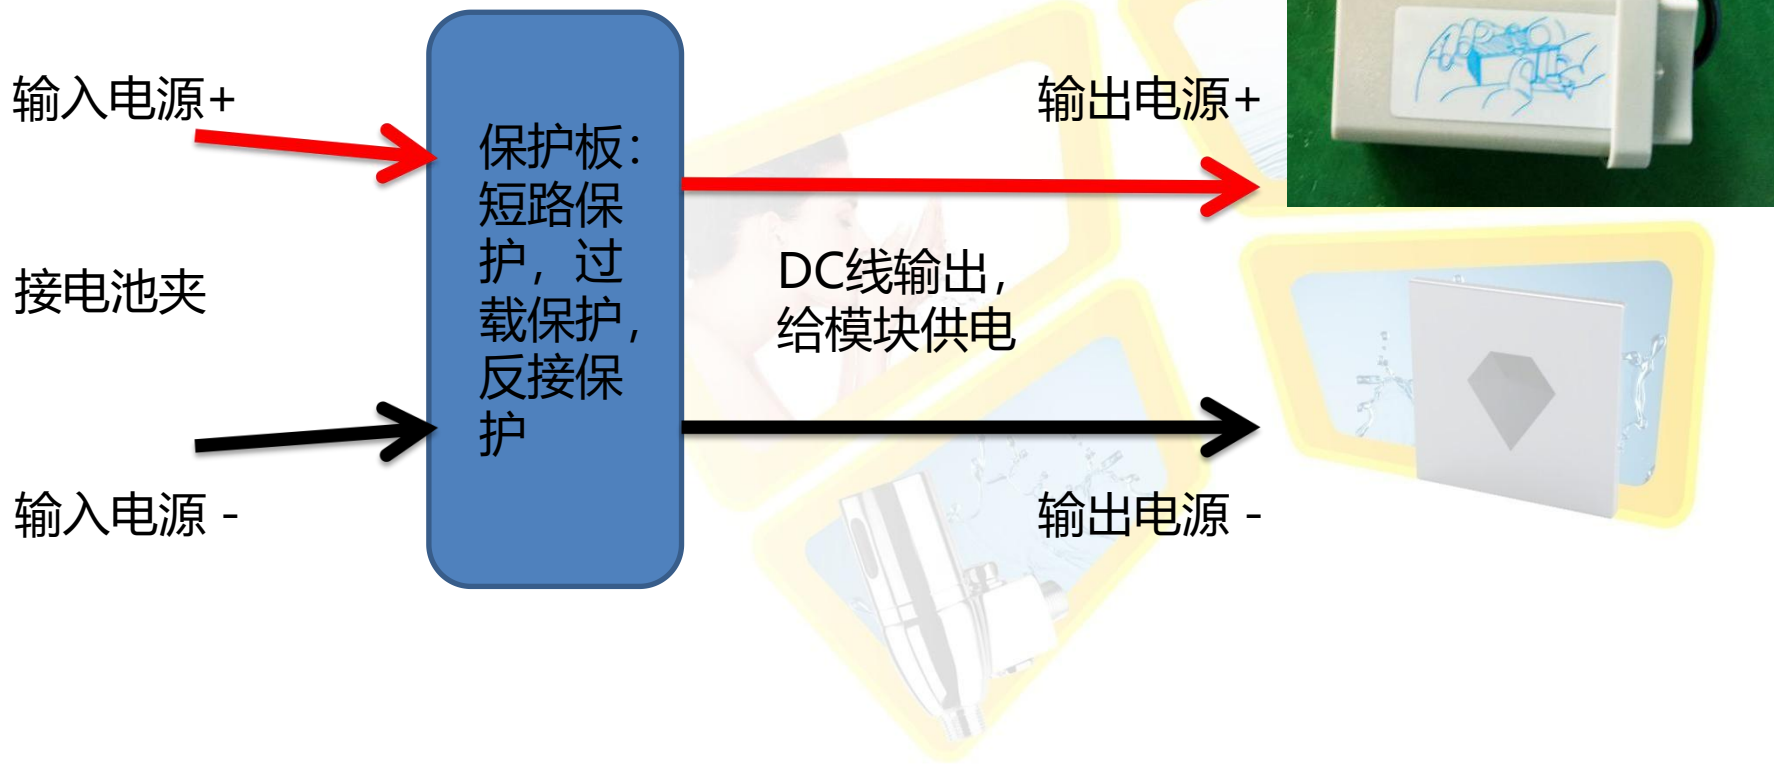 输入电源+
接电池夹
输入电源 -
保护板：
短路保
护，过
载保护，
反接保
护
DC线输出，
给模块供电
输出电源+
输出电源 -